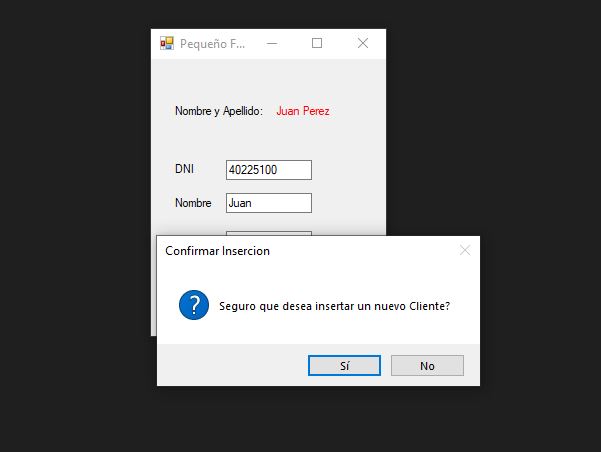 Pequeño F...
Nombre y Apellido: Juan Perez
DNI 40225100
Nombre Juan
Confirmar Insercion
Seguro que desea insertar un nuevo Cliente?
Sí No